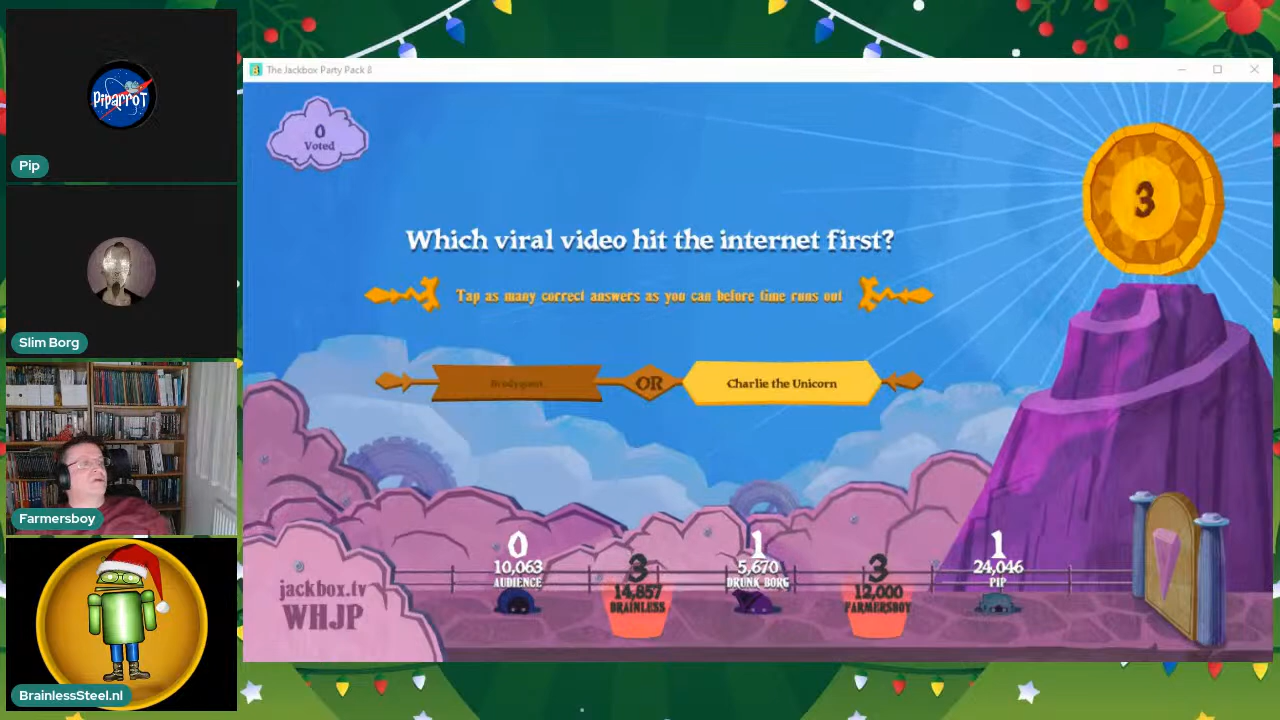 PiparroT
Pip
Slim Borg
Farmersboy
BrainlessSteel.nl
The Jackbox Party Pack 8
0
Voted
3
Which viral video hit the internet first?
Tap as many correct answers as you can before time runs out
Brodyquest
OR
Charlie the Unicorn
0
10,063
AUDIENCE
3
14,857
BRAINLESS
1
5,670
DRUNK BORG
3
12,000
FARMERSBOY
1
24,046
PIP
jackbox.tv
WHJP